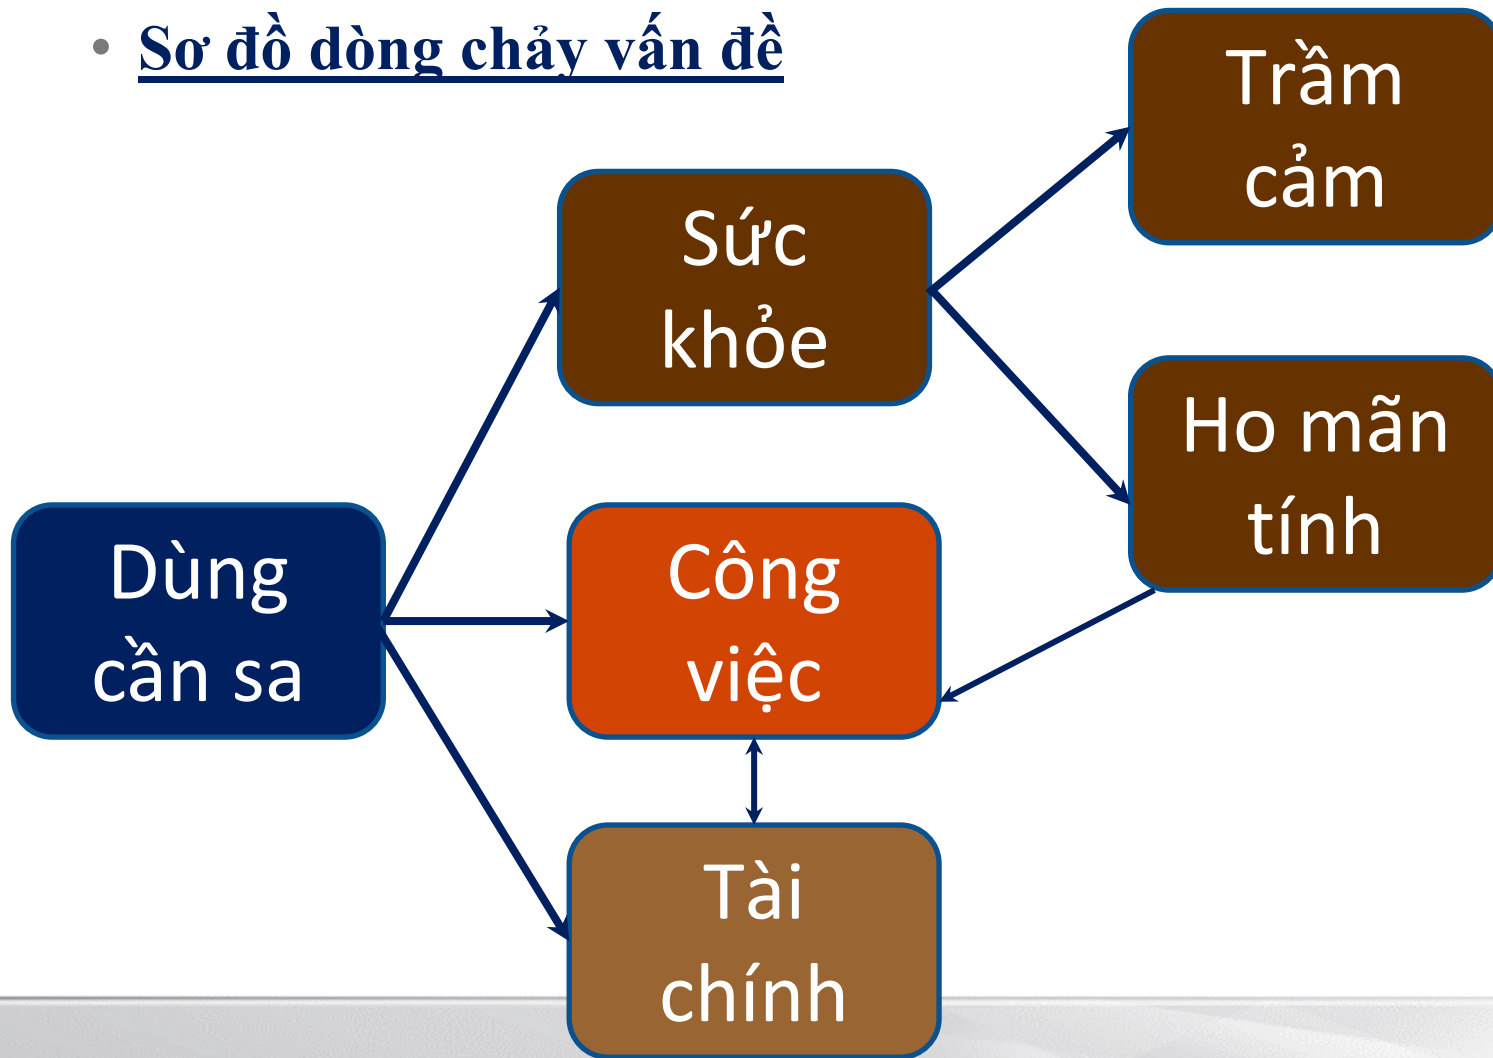 • Sơ đồ dòng chảy vấn đề
Trầm
cảm
Sức
khỏe
Ho mãn
tính
Dùng
cần sa
Công
việc
Tài
chính